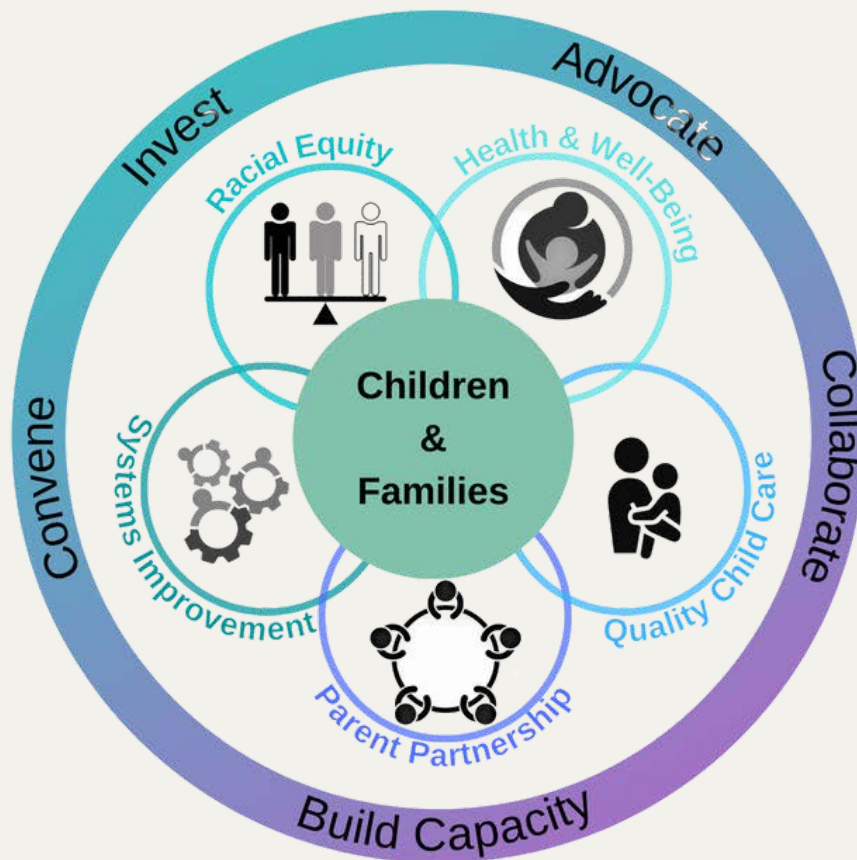 Invest
Advocate
Collaborate
Build Capacity
Convene
Racial Equity
Health & Well-Being
Quality Child Care
Parent Partnership
Systems Improvement
Children
&
Families